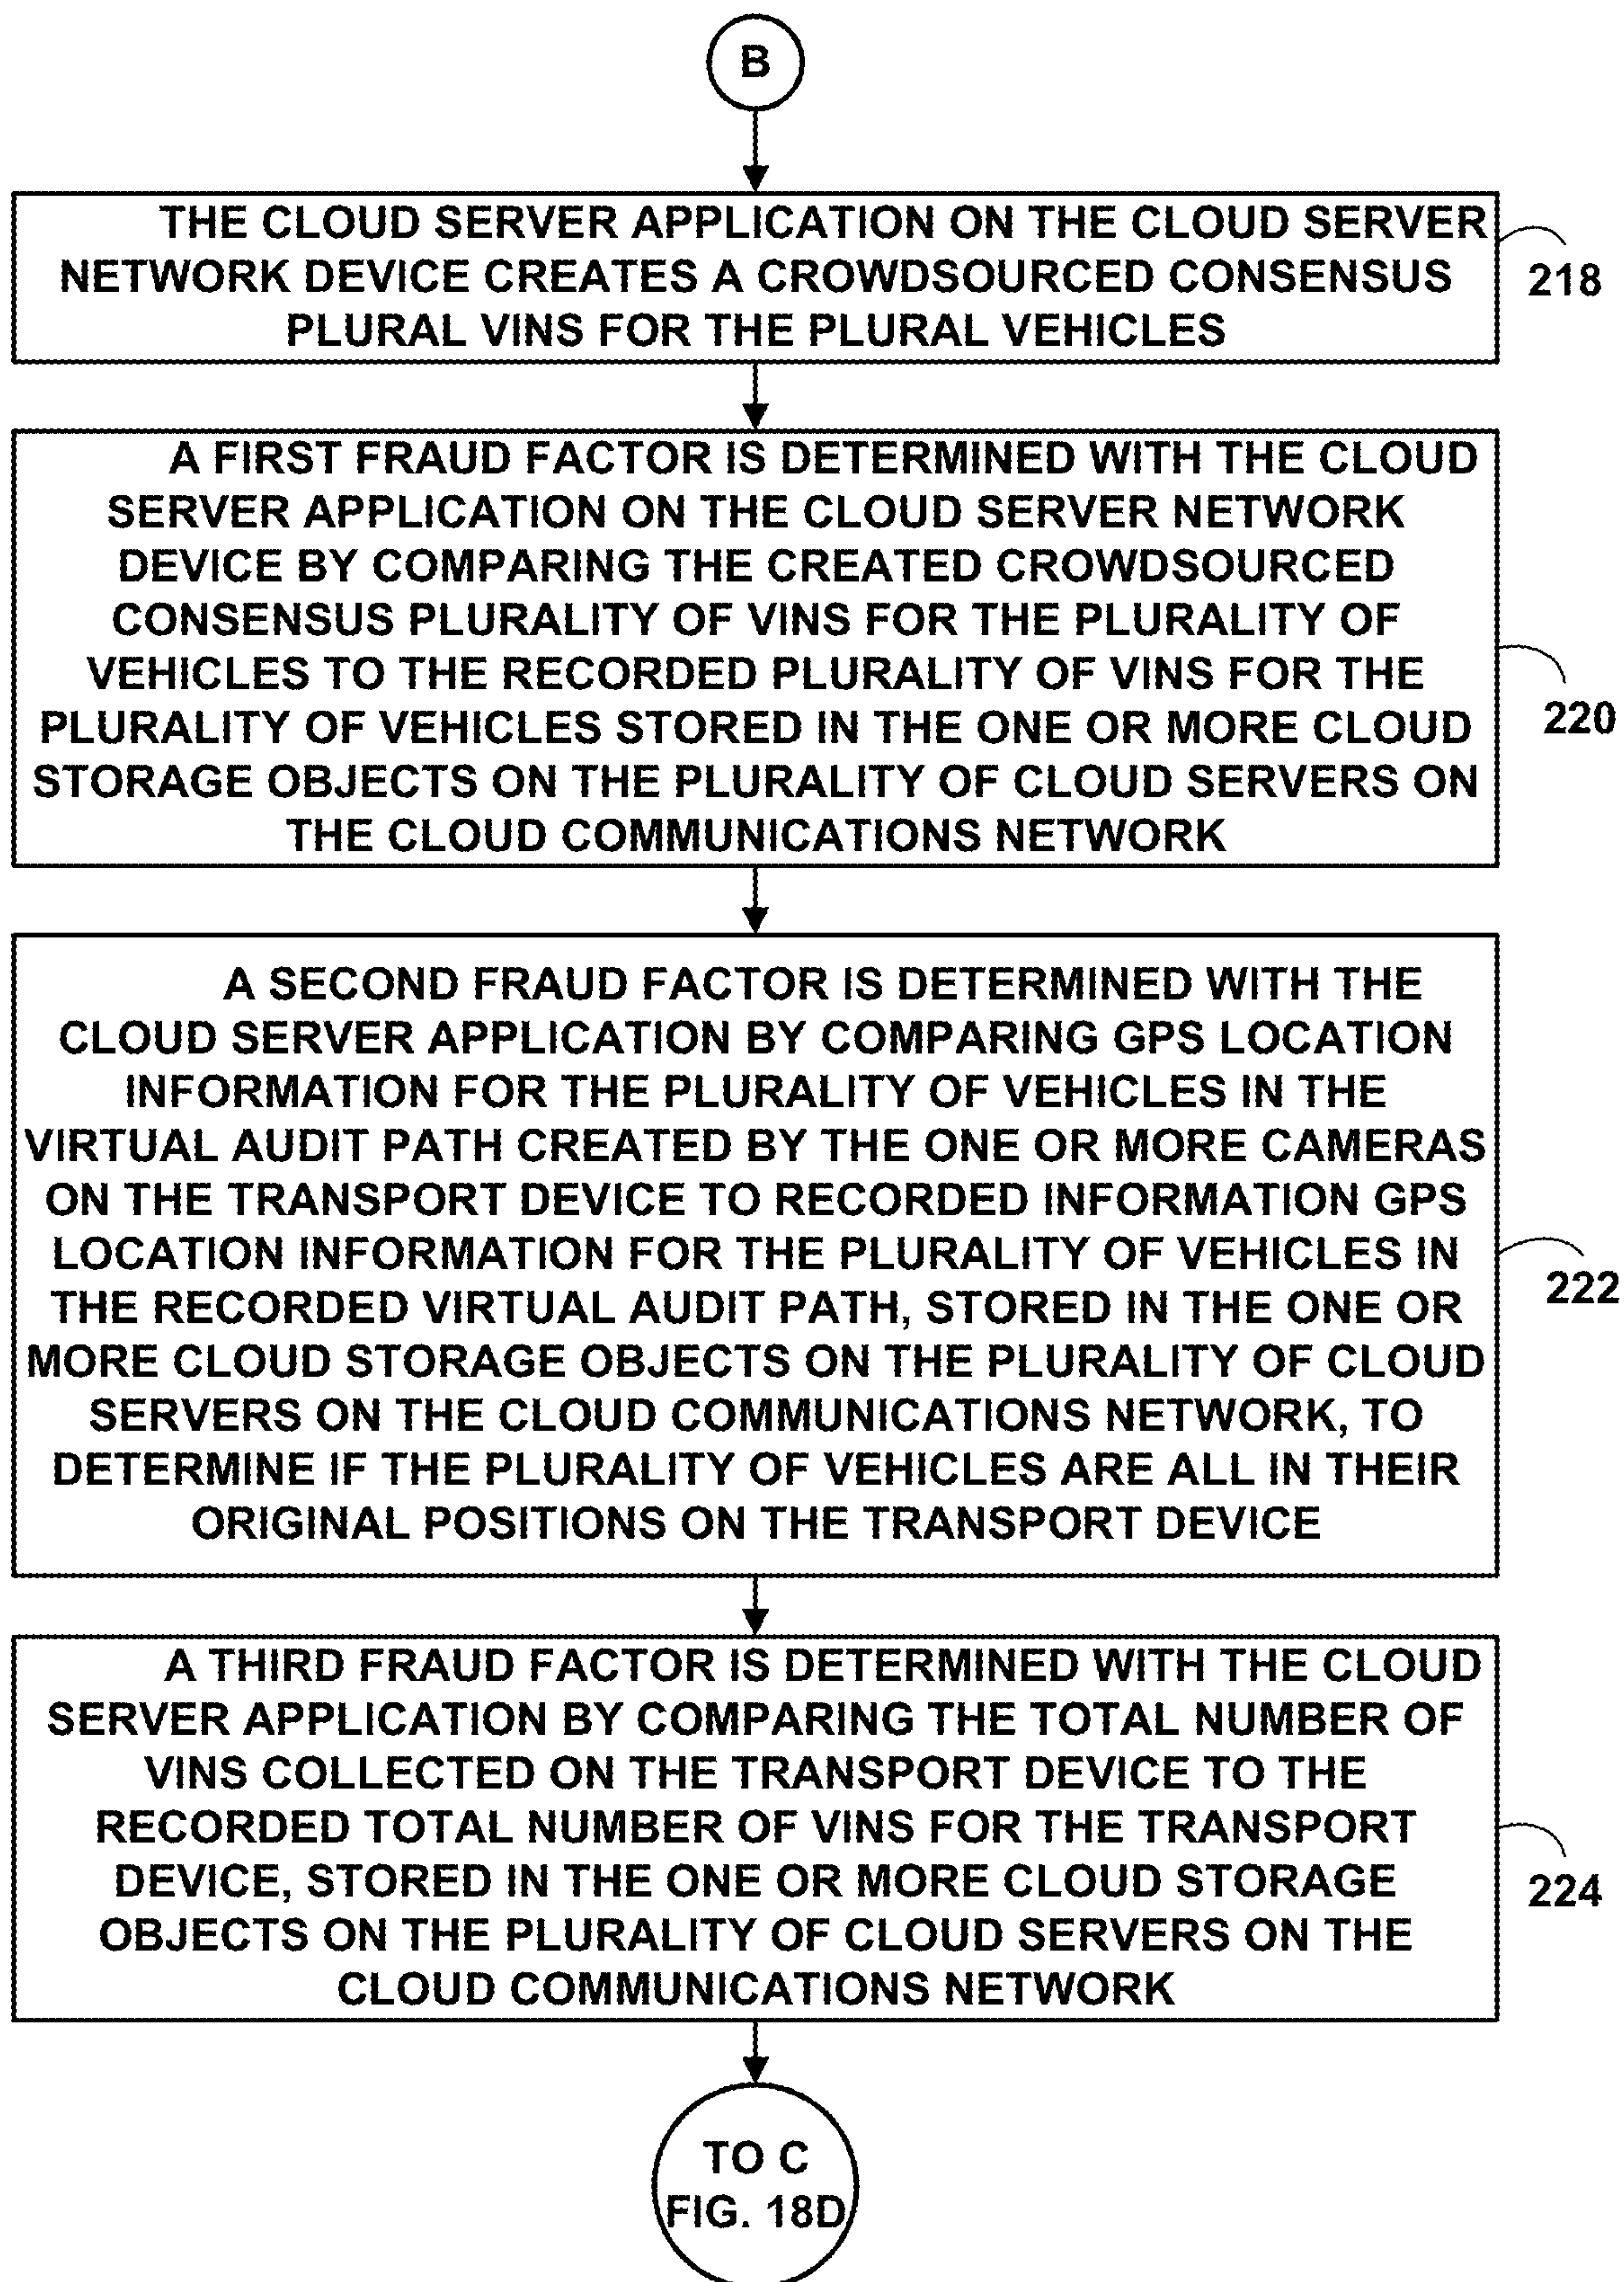 B
THE CLOUD SERVER APPLICATION ON THE CLOUD SERVER
NETWORK DEVICE CREATES A CROWDSOURCED CONSENSUS
PLURAL VINS FOR THE PLURAL VEHICLES
218
A FIRST FRAUD FACTOR IS DETERMINED WITH THE CLOUD
SERVER APPLICATION ON THE CLOUD SERVER NETWORK
DEVICE BY COMPARING THE CREATED CROWDSOURCED
CONSENSUS PLURALITY OF VINS FOR THE PLURALITY OF
VEHICLES TO THE RECORDED PLURALITY OF VINS FOR THE
PLURALITY OF VEHICLES STORED IN THE ONE OR MORE CLOUD
STORAGE OBJECTS ON THE PLURALITY OF CLOUD SERVERS ON
THE CLOUD COMMUNICATIONS NETWORK
220
A SECOND FRAUD FACTOR IS DETERMINED WITH THE
CLOUD SERVER APPLICATION BY COMPARING GPS LOCATION
INFORMATION FOR THE PLURALITY OF VEHICLES IN THE
VIRTUAL AUDIT PATH CREATED BY THE ONE OR MORE CAMERAS
ON THE TRANSPORT DEVICE TO RECORDED INFORMATION GPS
LOCATION INFORMATION FOR THE PLURALITY OF VEHICLES IN
THE RECORDED VIRTUAL AUDIT PATH, STORED IN THE ONE OR
MORE CLOUD STORAGE OBJECTS ON THE PLURALITY OF CLOUD
SERVERS ON THE CLOUD COMMUNICATIONS NETWORK, TO
DETERMINE IF THE PLURALITY OF VEHICLES ARE ALL IN THEIR
ORIGINAL POSITIONS ON THE TRANSPORT DEVICE
222
A THIRD FRAUD FACTOR IS DETERMINED WITH THE CLOUD
SERVER APPLICATION BY COMPARING THE TOTAL NUMBER OF
VINS COLLECTED ON THE TRANSPORT DEVICE TO THE
RECORDED TOTAL NUMBER OF VINS FOR THE TRANSPORT
DEVICE, STORED IN THE ONE OR MORE CLOUD STORAGE
OBJECTS ON THE PLURALITY OF CLOUD SERVERS ON THE
CLOUD COMMUNICATIONS NETWORK
224
TO C
FIG. 18D